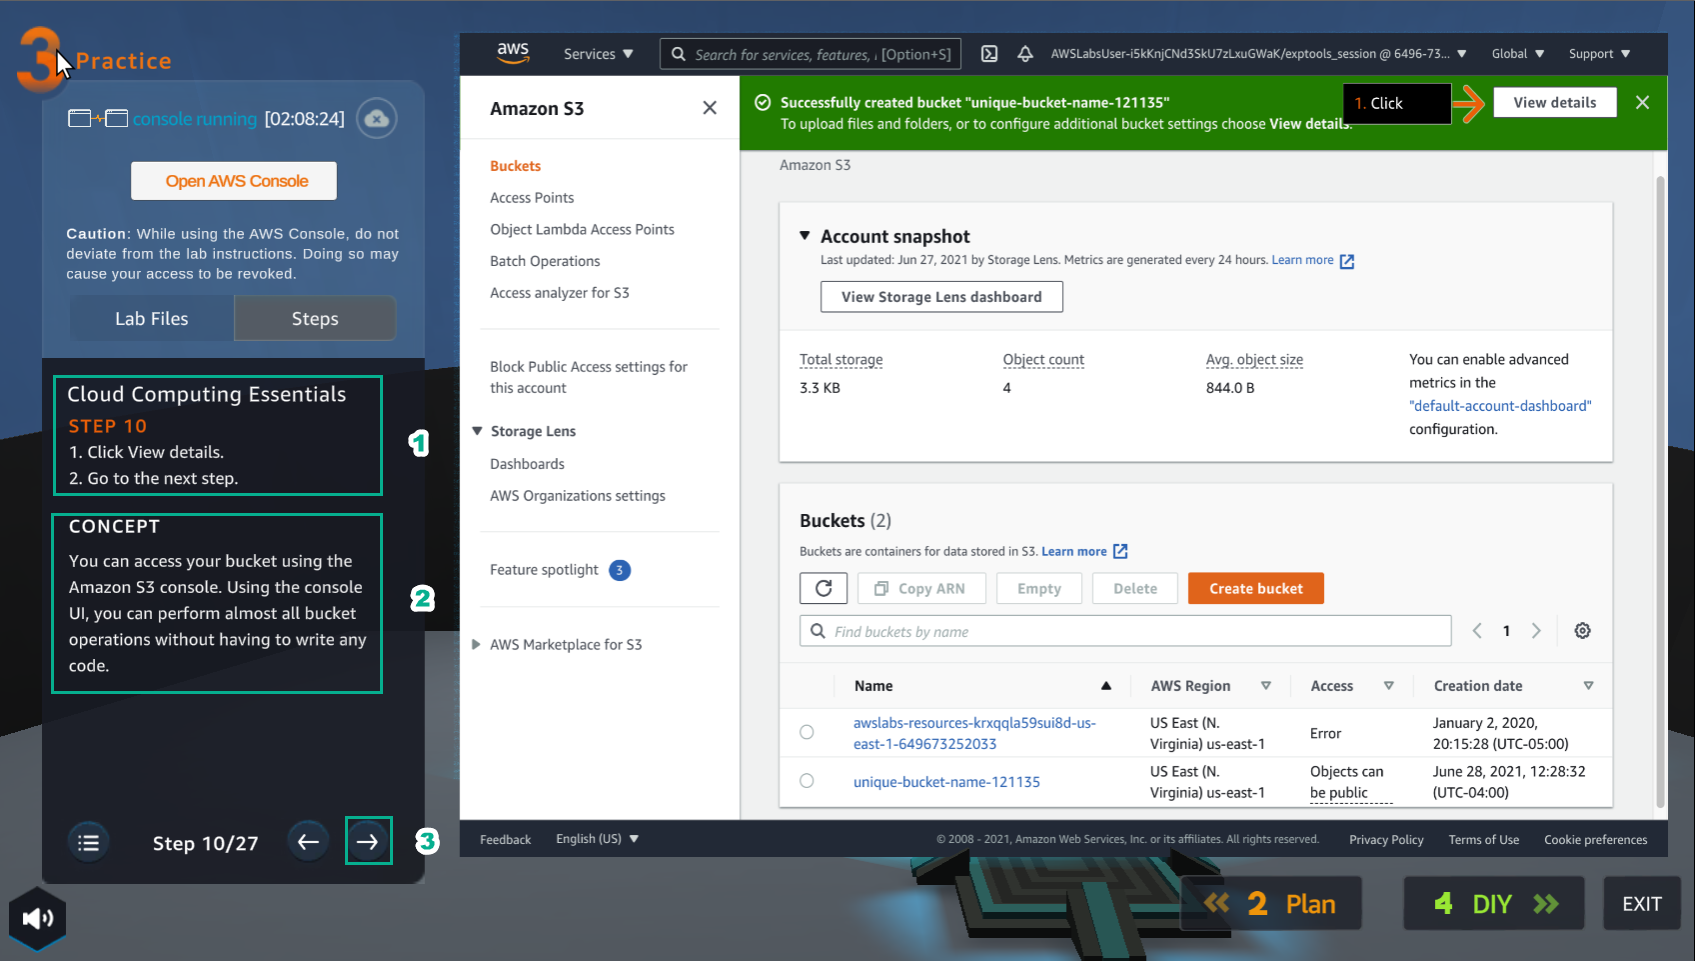 3 Practice
console running [02:08:24]
Open AWS Console
Caution: While using the AWS Console, do not
deviate from the lab instructions. Doing so may
cause your access to be revoked.
Lab Files
Steps
Cloud Computing Essentials
STEP 10
1. Click View details.
2. Go to the next step.
1
CONCEPT
You can access your bucket using the
Amazon S3 console. Using the console
UI, you can perform almost all bucket
operations without having to write any
code.
2
Step 10/27
3
aws
Services
Search for services, features, [Option+S]
AWSLabsUser-i5kKnjCNd3SkU7zLxuGWaK/exptools_session @ 6496-73...
Global
Support
Amazon S3
Buckets
Access Points
Object Lambda Access Points
Batch Operations
Access analyzer for S3
Block Public Access settings for
this account
Storage Lens
Dashboards
AWS Organizations settings
Feature spotlight 3
AWS Marketplace for S3
Successfully created bucket "unique-bucket-name-121135"
To upload files and folders, or to configure additional bucket settings choose View details.
1. Click
View details
Amazon S3
Account snapshot
Last updated: Jun 27, 2021 by Storage Lens. Metrics are generated every 24 hours. Learn more
View Storage Lens dashboard
Total storage
3.3 KB
Object count
4
Avg. object size
844.0 B
You can enable advanced
metrics in the
"default-account-dashboard"
configuration.
Buckets (2)
Buckets are containers for data stored in S3. Learn more
Copy ARN
Empty
Delete
Create bucket
Find buckets by name
1
Name
AWS Region
Access
Creation date
awslabs-resources-krxqqla59sui8d-us-
east-1-649673252033
US East (N.
Virginia) us-east-1
Error
January 2, 2020,
20:15:28 (UTC-05:00)
unique-bucket-name-121135
US East (N.
Virginia) us-east-1
Objects can
be public
June 28, 2021, 12:28:32
(UTC-04:00)
Feedback
English (US)
© 2008 - 2021, Amazon Web Services, Inc. or its affiliates. All rights reserved.
Privacy Policy
Terms of Use
Cookie preferences
2 Plan
4 DIY
EXIT